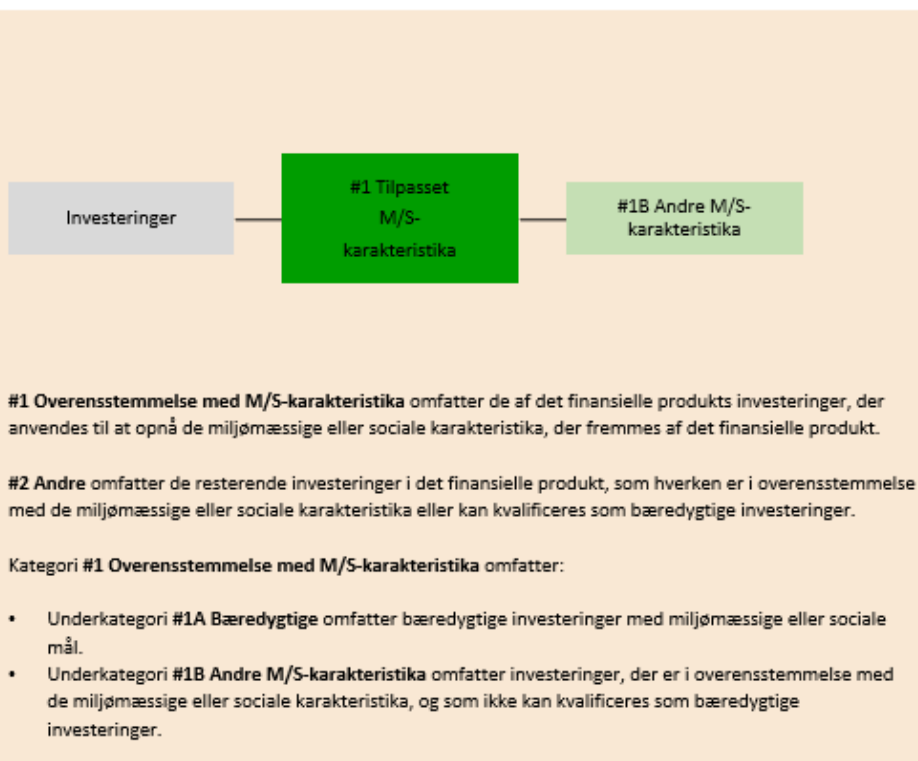 Investeringer
#1 Tilpasset
M/S-
karakteristika
#1B Andre M/S-
karakteristika
#1 Overensstemmelse med M/S-karakteristika omfatter de af det finansielle produkts investeringer, der
anvendes til at opnå de miljømæssige eller sociale karakteristika, der fremmes af det finansielle produkt.
#2 Andre omfatter de resterende investeringer i det finansielle produkt, som hverken er i overensstemmelse
med de miljømæssige eller sociale karakteristika eller kan kvalificeres som bæredygtige investeringer.
Kategori #1 Overensstemmelse med M/S-karakteristika omfatter:
• Underkategori #1A Bæredygtige omfatter bæredygtige investeringer med miljømæssige eller sociale
mål.
• Underkategori #1B Andre M/S-karakteristika omfatter investeringer, der er i overensstemmelse med
de miljømæssige eller sociale karakteristika, og som ikke kan kvalificeres som bæredygtige
investeringer.